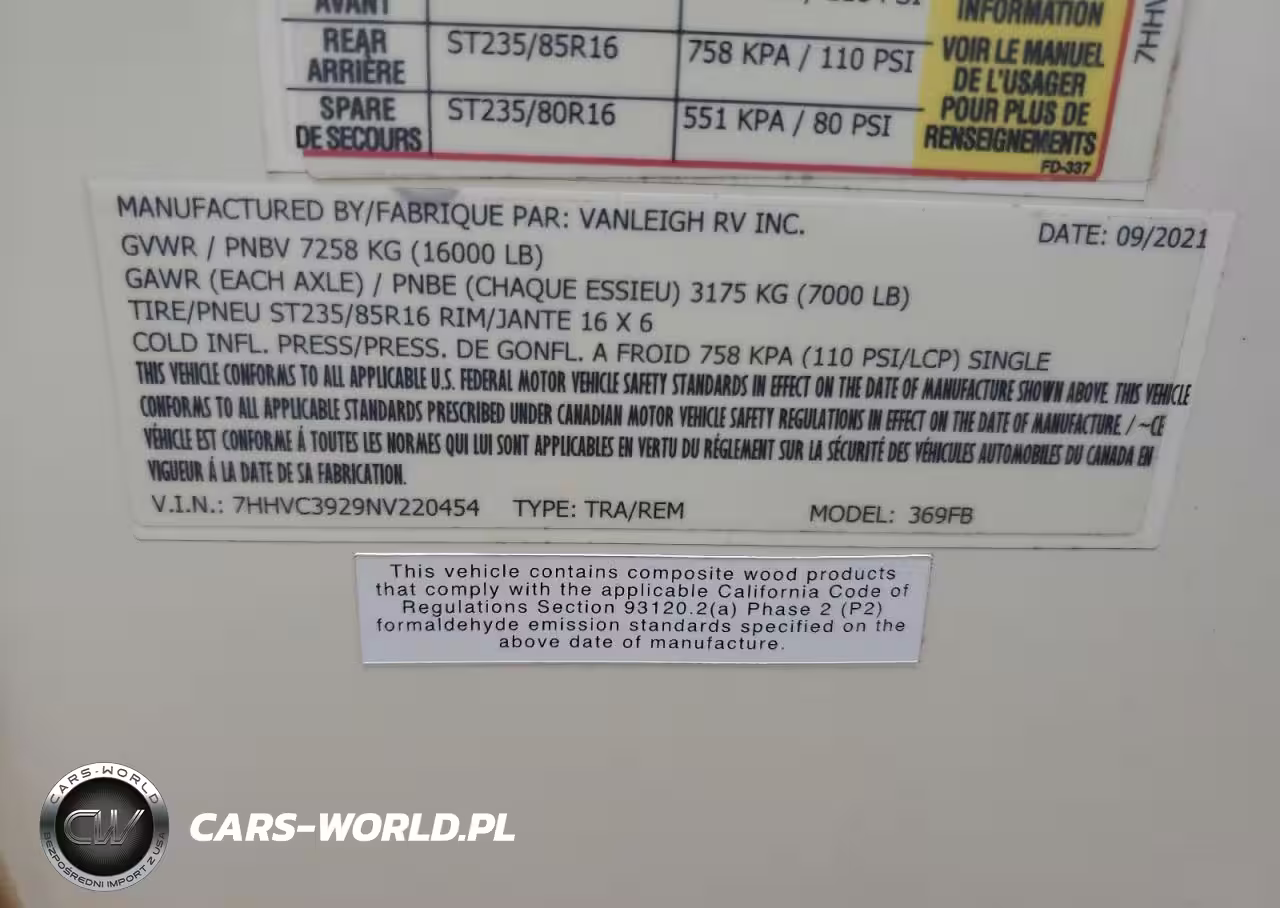 AVANT
INFORMATION
REAR ST235/85R16 758 KPA / 110 PSI VOIR LE MANUEL
ARRIÈRE DE L'USAGER
SPARE ST235/80R16 551 KPA / 80 PSI POUR PLUS DE
DE SECOURS RENSEIGNEMENTS
FD-337
7HHV
MANUFACTURED BY/FABRIQUE PAR: VANLEIGH RV INC. DATE: 09/2021
GVWR / PNBV 7258 KG (16000 LB)
GAWR (EACH AXLE) / PNBE (CHAQUE ESSIEU) 3175 KG (7000 LB)
TIRE/PNEU ST235/85R16 RIM/JANTE 16 X 6
COLD INFL. PRESS/PRESS. DE GONFL. A FROID 758 KPA (110 PSI/LCP) SINGLE
THIS VEHICLE CONFORMS TO ALL APPLICABLE U.S. FEDERAL MOTOR VEHICLE SAFETY STANDARDS IN EFFECT ON THE DATE OF MANUFACTURE SHOWN ABOVE. THIS VEHICLE
CONFORMS TO ALL APPLICABLE STANDARDS PRESCRIBED UNDER CANADIAN MOTOR VEHICLE SAFETY REGULATIONS IN EFFECT ON THE DATE OF MANUFACTURE. / ~CE
VÉHICLE EST CONFORME Á TOUTES LES NORMES QUI LUI SONT APPLICABLES EN VERTU DU RÉGLEMENT SUR LA SÉCURITÉ DES VÉHICULES AUTOMOBILES DU CANADA EN
VIGUEUR Á LA DATE DE SA FABRICATION.
V.I.N.: 7HHVC3929NV220454 TYPE: TRA/REM MODEL: 369FB
This vehicle contains composite wood products
that comply with the applicable California Code of
Regulations Section 93120.2(a) Phase 2 (P2)
formaldehyde emission standards specified on the
above date of manufacture.
CARS-WORLD
CW
BEZPOŚREDNI IMPORT Z USA
CARS-WORLD.PL